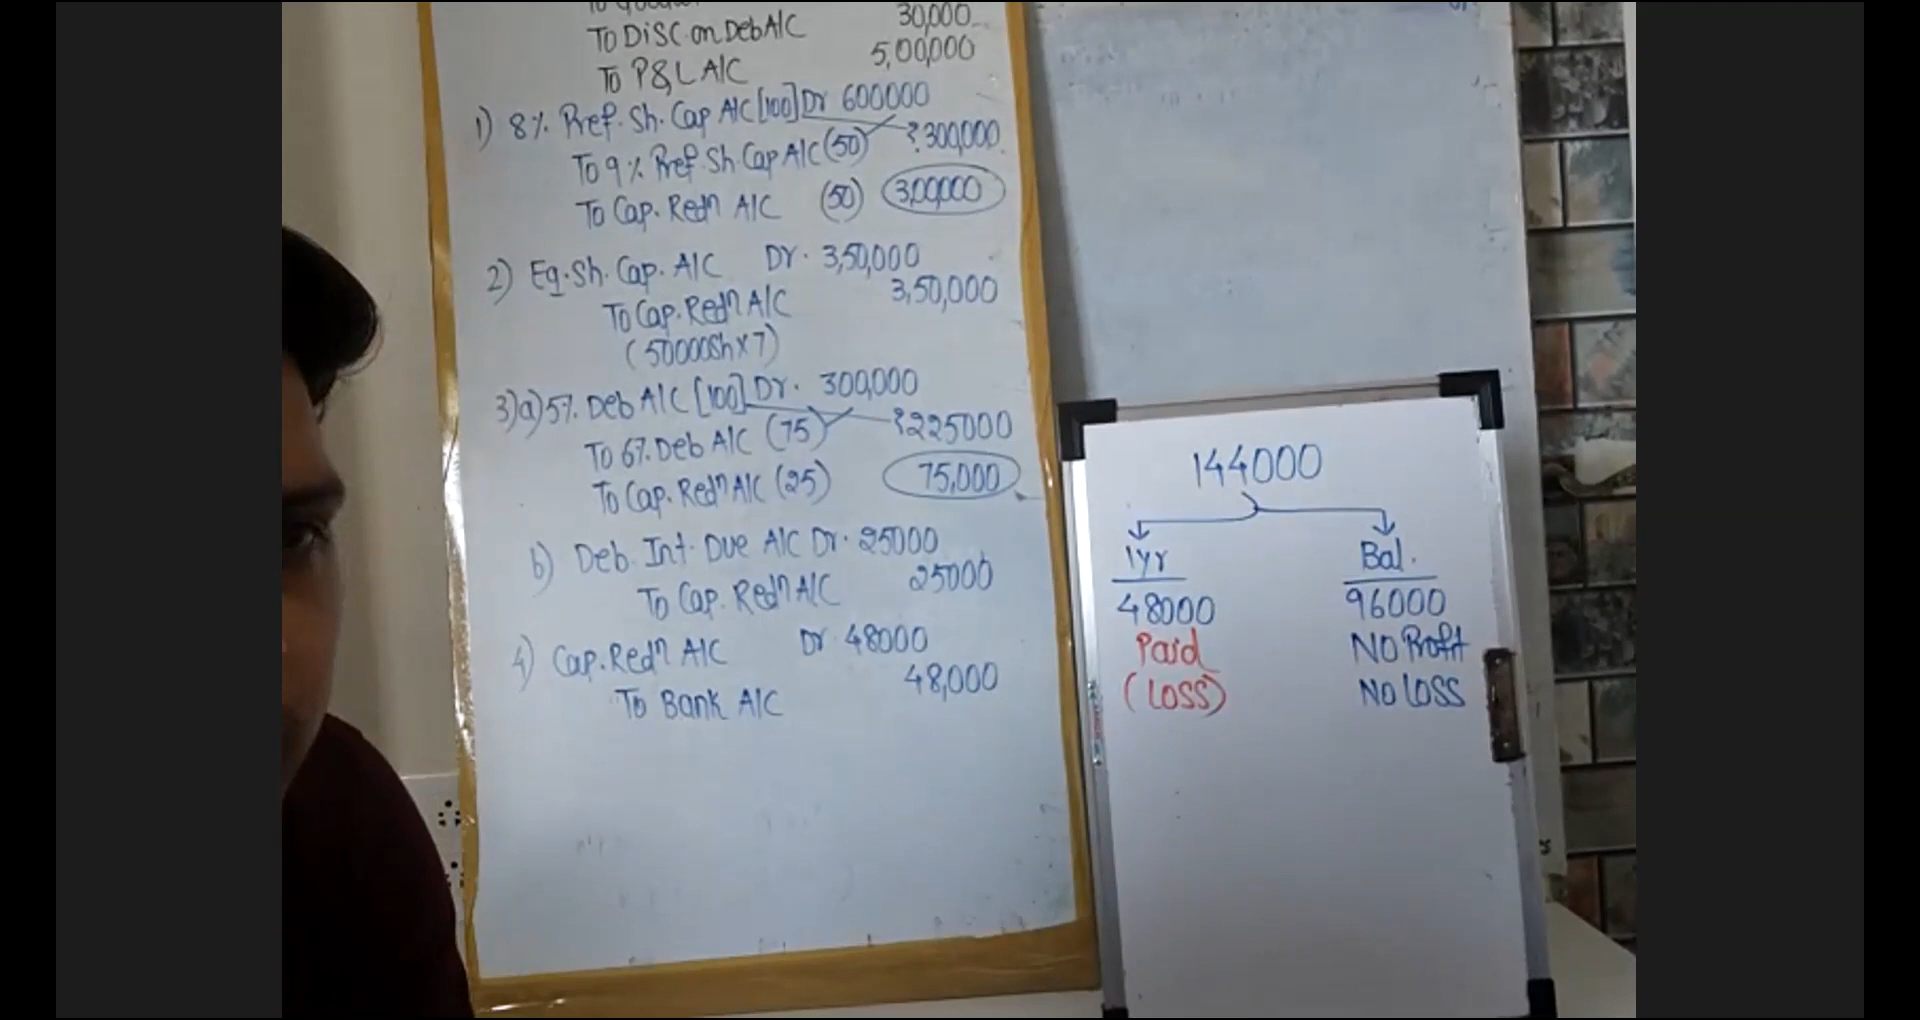 To
To Disc. on Deb A/C 30,000
To P&L A/C 5,00,000
1) 8% Pref. Sh. Cap A/C [100] Dr 600000
To 9% Pref. Sh. Cap A/C (50) ₹300,000
To Cap. Redn A/C (50) 3,00,000
2) Eq. Sh. Cap. A/C Dr. 3,50,000
To Cap. Redn A/C 3,50,000
(50000sh x 7)
3) a) 5% Deb A/C [100] Dr. 300,000
To 6% Deb A/C (75) ₹225000
To Cap. Redn A/C (25) 75,000
b) Deb. Int. Due A/C Dr. 25000
To Cap. Redn A/C 25000
4) Cap. Redn A/C Dr 48000
To Bank A/C 48,000
144000
1yr Bal.
48000 96000
Paid No Profit
(Loss) No Loss